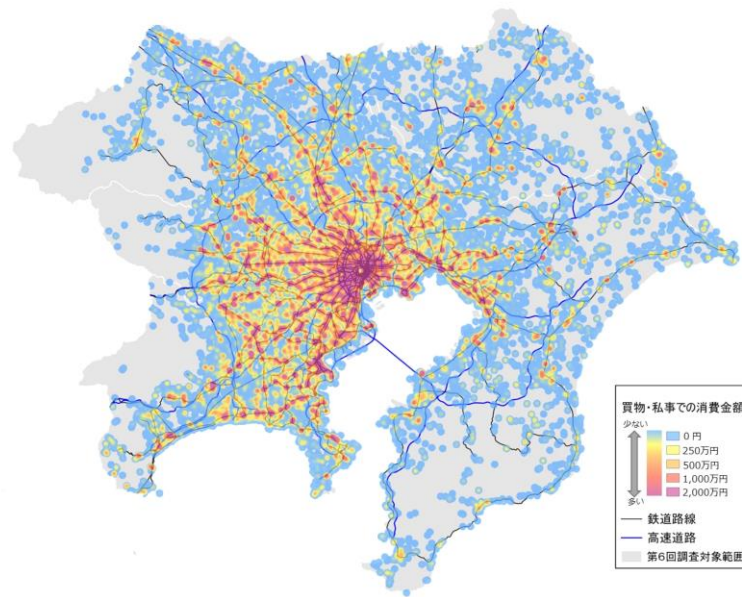 買物・私事での消費金額
少ない
多い
0 円
250万円
500万円
1,000万円
2,000万円
鉄道路線
高速道路
第6回調査対象範囲